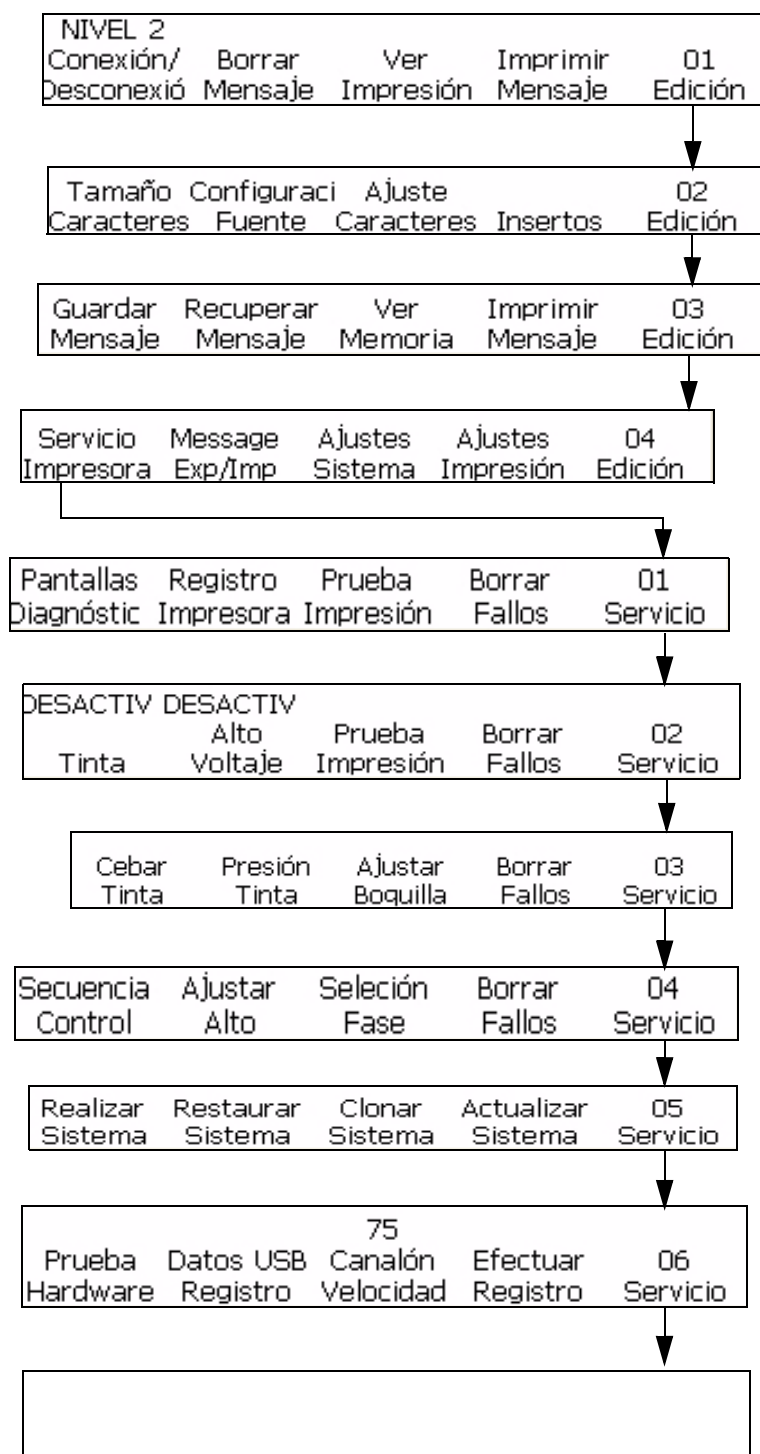 NIVEL 2
Conexión/ Borrar Ver Imprimir 01
Desconexió Mensaje Impresión Mensaje Edición
Tamaño Configuraci Ajuste 02
Caracteres Fuente Caracteres Insertos Edición
Guardar Recuperar Ver Imprimir 03
Mensaje Mensaje Memoria Mensaje Edición
Servicio Message Ajustes Ajustes 04
Impresora Exp/Imp Sistema Impresión Edición
Pantallas Registro Prueba Borrar 01
Diagnóstic Impresora Impresión Fallos Servicio
DESACTIV DESACTIV
Alto Prueba Borrar 02
Tinta Voltaje Impresión Fallos Servicio
Cebar Presión Ajustar Borrar 03
Tinta Tinta Boquilla Fallos Servicio
Secuencia Ajustar Seleción Borrar 04
Control Alto Fase Fallos Servicio
Realizar Restaurar Clonar Actualizar 05
Sistema Sistema Sistema Sistema Servicio
75
Prueba Datos USB Canalón Efectuar 06
Hardware Registro Velocidad Registro Servicio